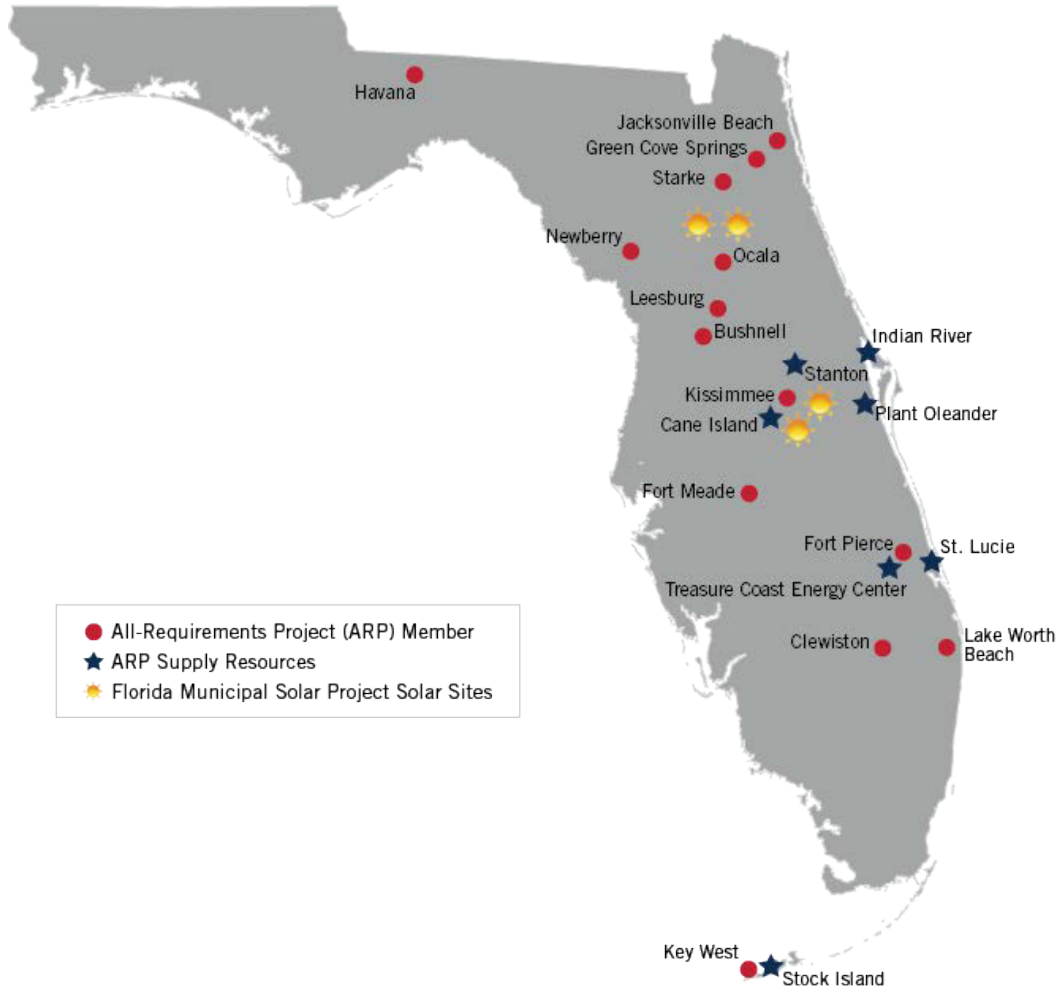 Havana
Jacksonville Beach
Green Cove Springs
Starke
Newberry
Ocala
Leesburg
Bushnell
Indian River
Stanton
Kissimmee
Plant Oleander
Cane Island
Fort Meade
Fort Pierce
St. Lucie
Treasure Coast Energy Center
All-Requirements Project (ARP) Member
ARP Supply Resources
Florida Municipal Solar Project Solar Sites
Clewiston
Lake Worth
Beach
Key West
Stock Island